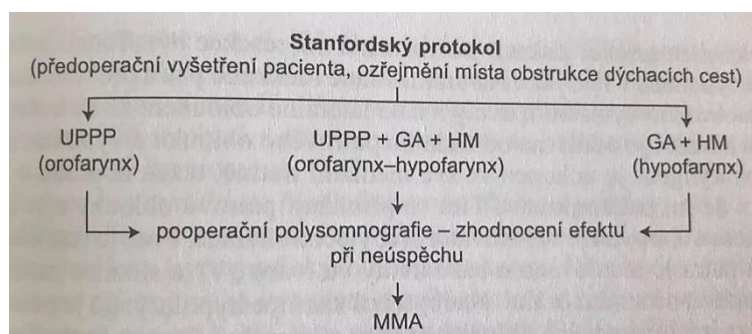 Stanfordský protokol
(předoperační vyšetření pacienta, ozřejmění místa obstrukce dýchacích cest)
UPPP
(orofarynx)
UPPP + GA + HM
(orofarynx–hypofarynx)
GA + HM
(hypofarynx)
pooperační polysomnografie – zhodnocení efektu
při neúspěchu
MMA